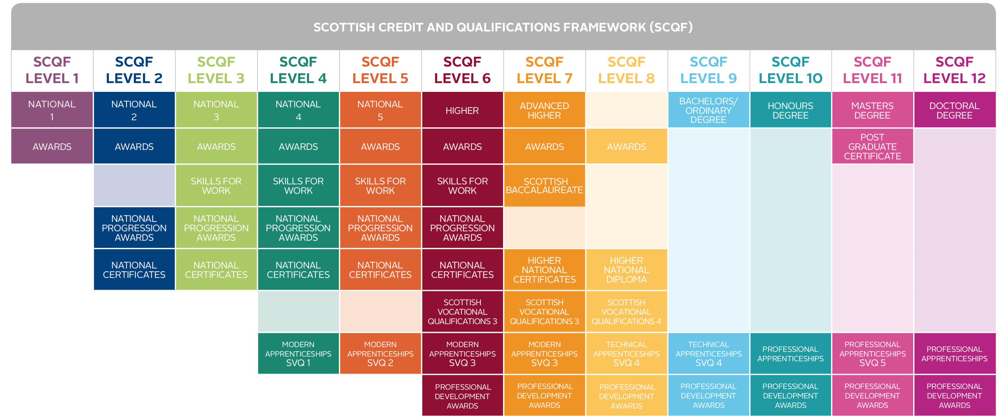 SCOTTISH CREDIT AND QUALIFICATIONS FRAMEWORK (SCQF)
SCQF
LEVEL 1
SCQF
LEVEL 2
SCQF
LEVEL 3
SCQF
LEVEL 4
SCQF
LEVEL 5
SCQF
LEVEL 6
SCQF
LEVEL 7
SCQF
LEVEL 8
SCQF
LEVEL 9
SCQF
LEVEL 10
SCQF
LEVEL 11
SCQF
LEVEL 12
NATIONAL
1
NATIONAL
2
NATIONAL
3
NATIONAL
4
NATIONAL
5
HIGHER
ADVANCED
HIGHER
BACHELORS/
ORDINARY
DEGREE
HONOURS
DEGREE
MASTERS
DEGREE
DOCTORAL
DEGREE
AWARDS
AWARDS
AWARDS
AWARDS
AWARDS
AWARDS
AWARDS
AWARDS
POST
GRADUATE
CERTIFICATE
SKILLS FOR
WORK
SKILLS FOR
WORK
SKILLS FOR
WORK
SKILLS FOR
WORK
SCOTTISH
BACCALAUREATE
NATIONAL
PROGRESSION
AWARDS
NATIONAL
PROGRESSION
AWARDS
NATIONAL
PROGRESSION
AWARDS
NATIONAL
PROGRESSION
AWARDS
NATIONAL
PROGRESSION
AWARDS
NATIONAL
CERTIFICATES
NATIONAL
CERTIFICATES
NATIONAL
CERTIFICATES
NATIONAL
CERTIFICATES
NATIONAL
CERTIFICATES
HIGHER
NATIONAL
CERTIFICATES
HIGHER
NATIONAL
DIPLOMA
SCOTTISH
VOCATIONAL
QUALIFICATIONS 3
SCOTTISH
VOCATIONAL
QUALIFICATIONS 3
SCOTTISH
VOCATIONAL
QUALIFICATIONS 4
MODERN
APPRENTICESHIPS
SVQ 1
MODERN
APPRENTICESHIPS
SVQ 2
MODERN
APPRENTICESHIPS
SVQ 3
MODERN
APPRENTICESHIPS
SVQ 3
TECHNICAL
APPRENTICESHIPS
SVQ 4
TECHNICAL
APPRENTICESHIPS
SVQ 4
PROFESSIONAL
APPRENTICESHIPS
PROFESSIONAL
APPRENTICESHIPS
SVQ 5
PROFESSIONAL
APPRENTICESHIPS
PROFESSIONAL
DEVELOPMENT
AWARDS
PROFESSIONAL
DEVELOPMENT
AWARDS
PROFESSIONAL
DEVELOPMENT
AWARDS
PROFESSIONAL
DEVELOPMENT
AWARDS
PROFESSIONAL
DEVELOPMENT
AWARDS
PROFESSIONAL
DEVELOPMENT
AWARDS
PROFESSIONAL
DEVELOPMENT
AWARDS